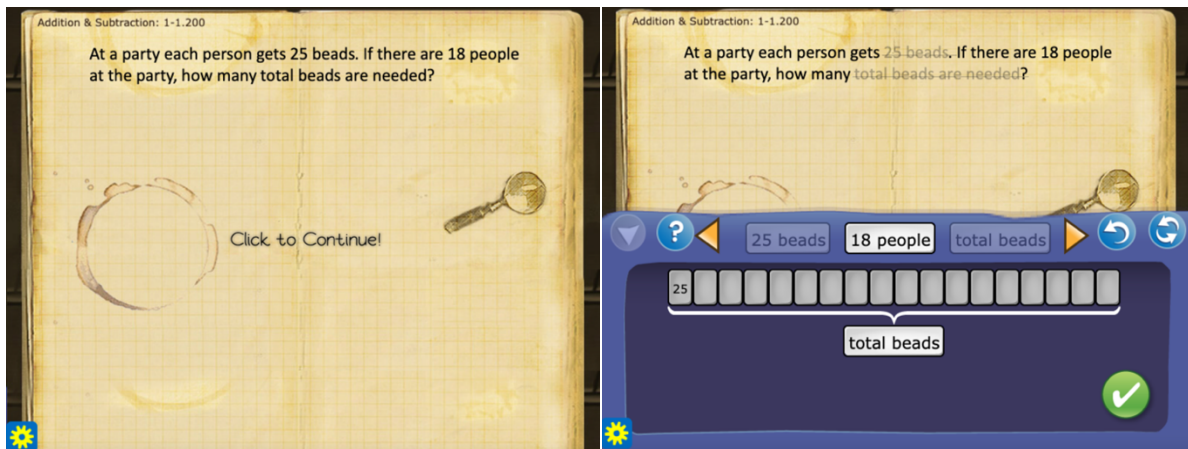 Addition & Subtraction: 1-1.200
At a party each person gets 25 beads. If there are 18 people
at the party, how many total beads are needed?
Click to Continue!
Addition & Subtraction: 1-1.200
At a party each person gets 25 beads. If there are 18 people
at the party, how many total beads are needed?
?
25 beads
18 people
total beads
25
total beads